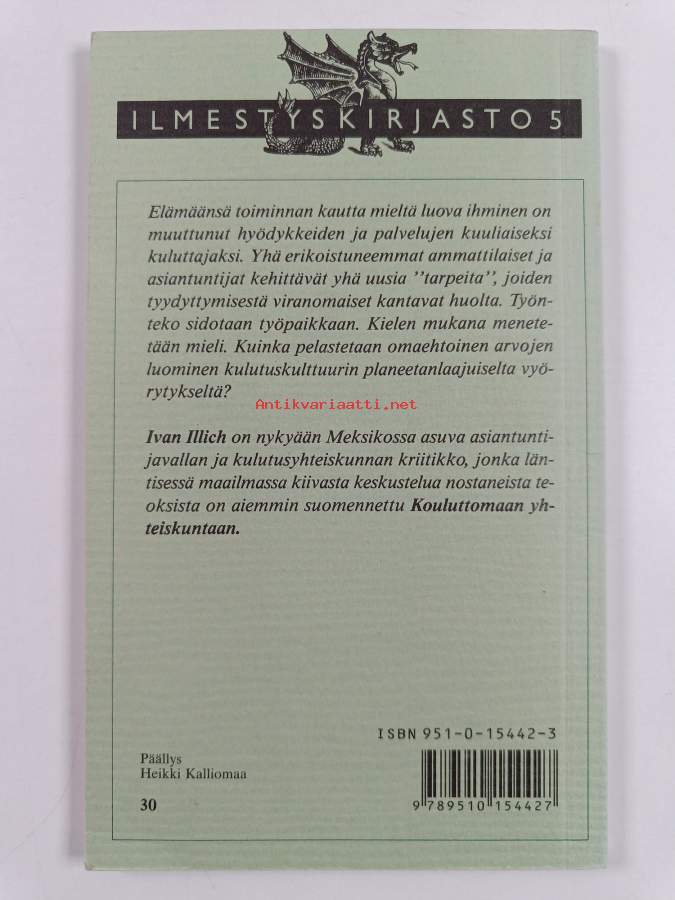 ILMESTYSKIRJASTO 5
Elämäänsä toiminnan kautta mieltä luova ihminen on
muuttunut hyödykkeiden ja palvelujen kuuliaiseksi
kuluttajaksi. Yhä erikoistuneemmat ammattilaiset ja
asiantuntijat kehittävät yhä uusia ''tarpeita'', joiden
tyydyttymisestä viranomaiset kantavat huolta. Työn-
teko sidotaan työpaikkaan. Kielen mukana menete-
tään mieli. Kuinka pelastetaan omaehtoinen arvojen
luominen kulutuskulttuurin planeetanlaajuiselta vyö-
rytykseltä?
Antikvariaatti.net
Ivan Illich on nykyään Meksikossa asuva asiantunti-
javallan ja kulutusyhteiskunnan kriitikko, jonka län-
tisessä maailmassa kiivasta keskustelua nostaneista te-
oksista on aiemmin suomennettu Kouluttomaan yh-
teiskuntaan.
ISBN 951-0-15442-3
Päällys
Heikki Kalliomaa
30
9 789510 154427